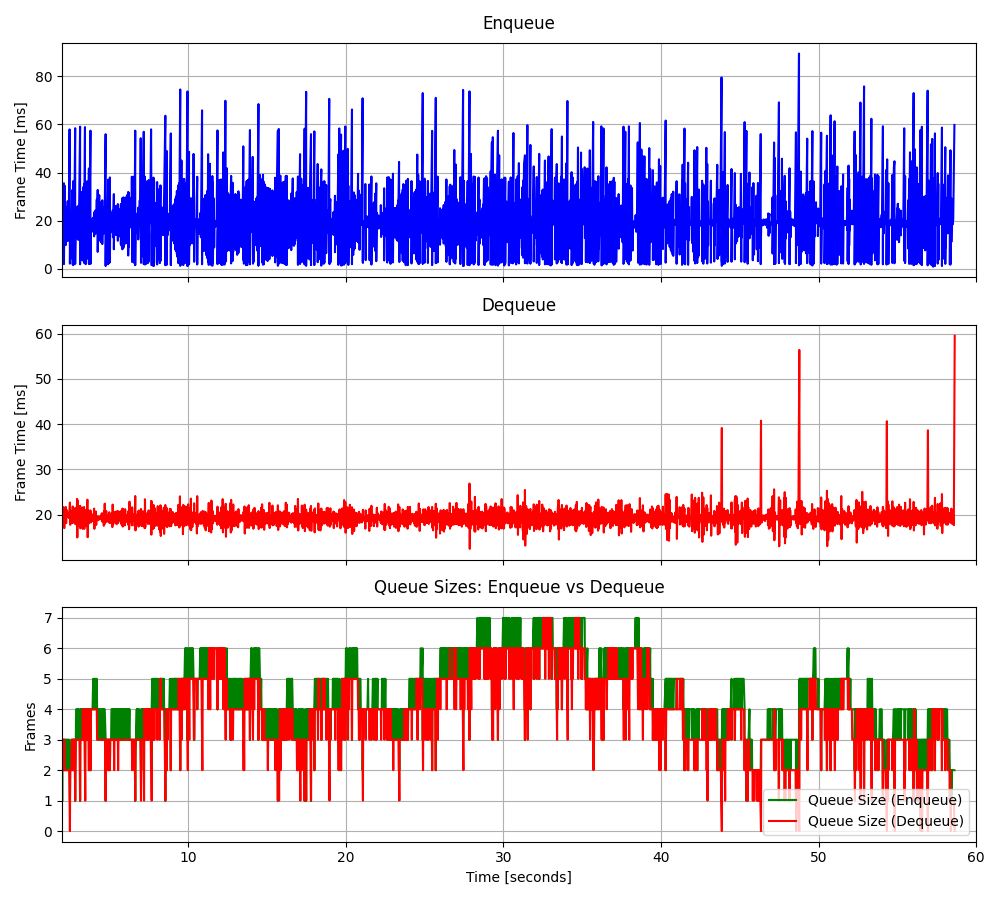 Enqueue
Frame Time [ms]
80
60
40
20
0
Dequeue
Frame Time [ms]
60
50
40
30
20
Queue Sizes: Enqueue vs Dequeue
Frames
7
6
5
4
3
2
1
0
Queue Size (Enqueue)
Queue Size (Dequeue)
10 20 30 40 50 60
Time [seconds]